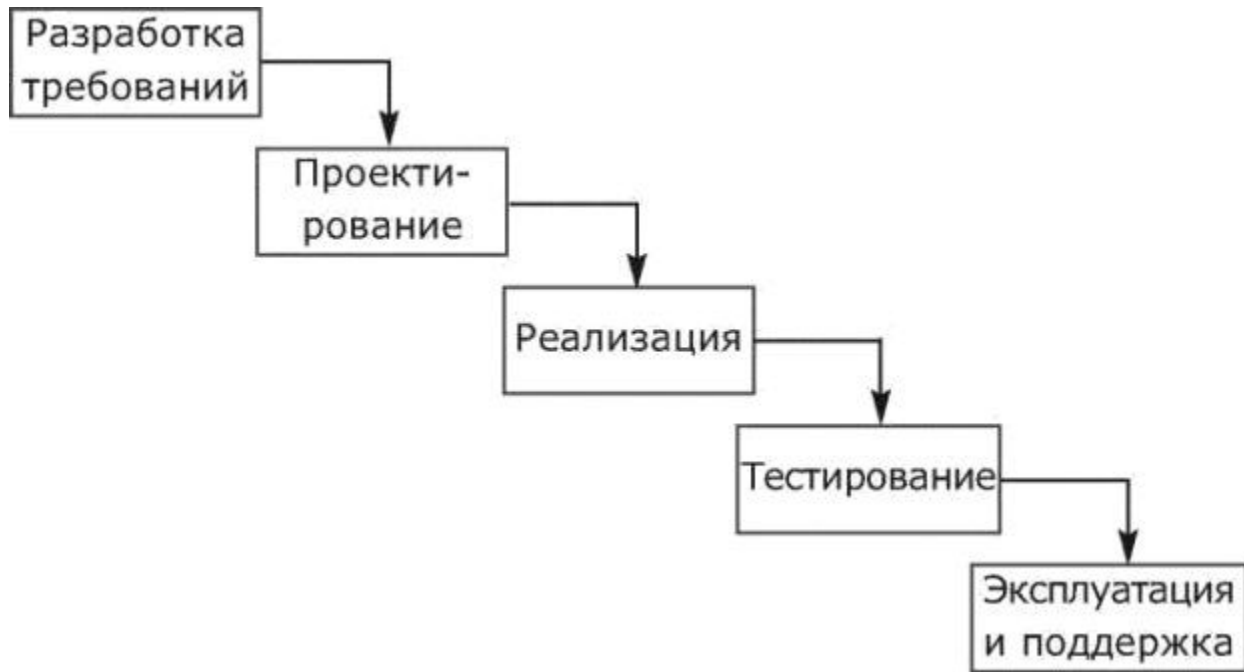 Разработка
требований
Проекти-
рование
Реализация
Тестирование
Эксплуатация
и поддержка